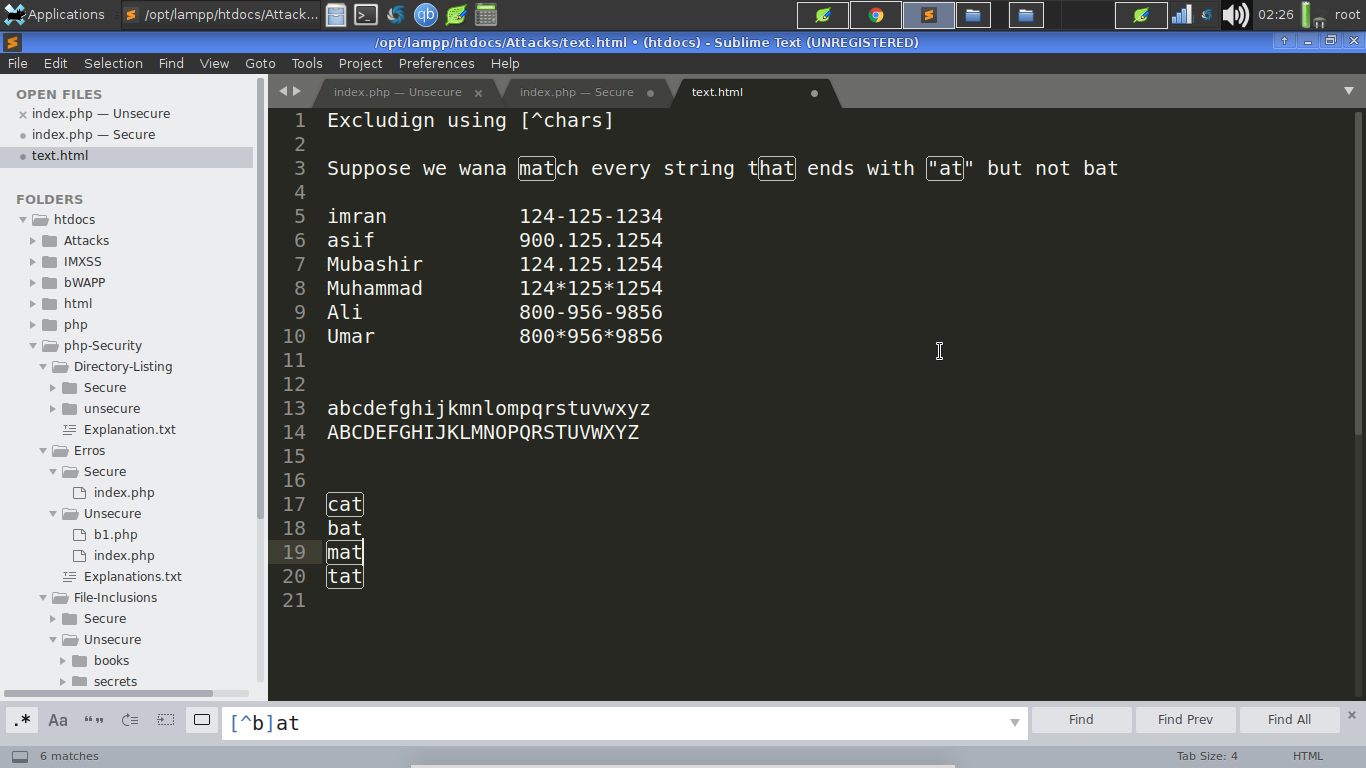 Applications /opt/lampp/htdocs/Attack... qb 02:26 root
/opt/lampp/htdocs/Attacks/text.html • (htdocs) - Sublime Text (UNREGISTERED)
File Edit Selection Find View Goto Tools Project Preferences Help
OPEN FILES
index.php — Unsecure
index.php — Secure
text.html
FOLDERS
htdocs
Attacks
IMXSS
bWAPP
html
php
php-Security
Directory-Listing
Secure
unsecure
Explanation.txt
Erros
Secure
index.php
Unsecure
b1.php
index.php
Explanations.txt
File-Inclusions
Secure
Unsecure
books
secrets
index.php — Unsecure index.php — Secure text.html
1 Excludign using [^chars]
2
3 Suppose we wana match every string that ends with "at" but not bat
4
5 imran 124-125-1234
6 asif 900.125.1254
7 Mubashir 124.125.1254
8 Muhammad 124*125*1254
9 Ali 800-956-9856
10 Umar 800*956*9856
11
12
13 abcdefghijkmnlompqrstuvwxyz
14 ABCDEFGHIJKLMNOPQRSTUVWXYZ
15
16
17 cat
18 bat
19 mat
20 tat
21
.* Aa “” [^b]at Find Find Prev Find All
6 matches Tab Size: 4 HTML